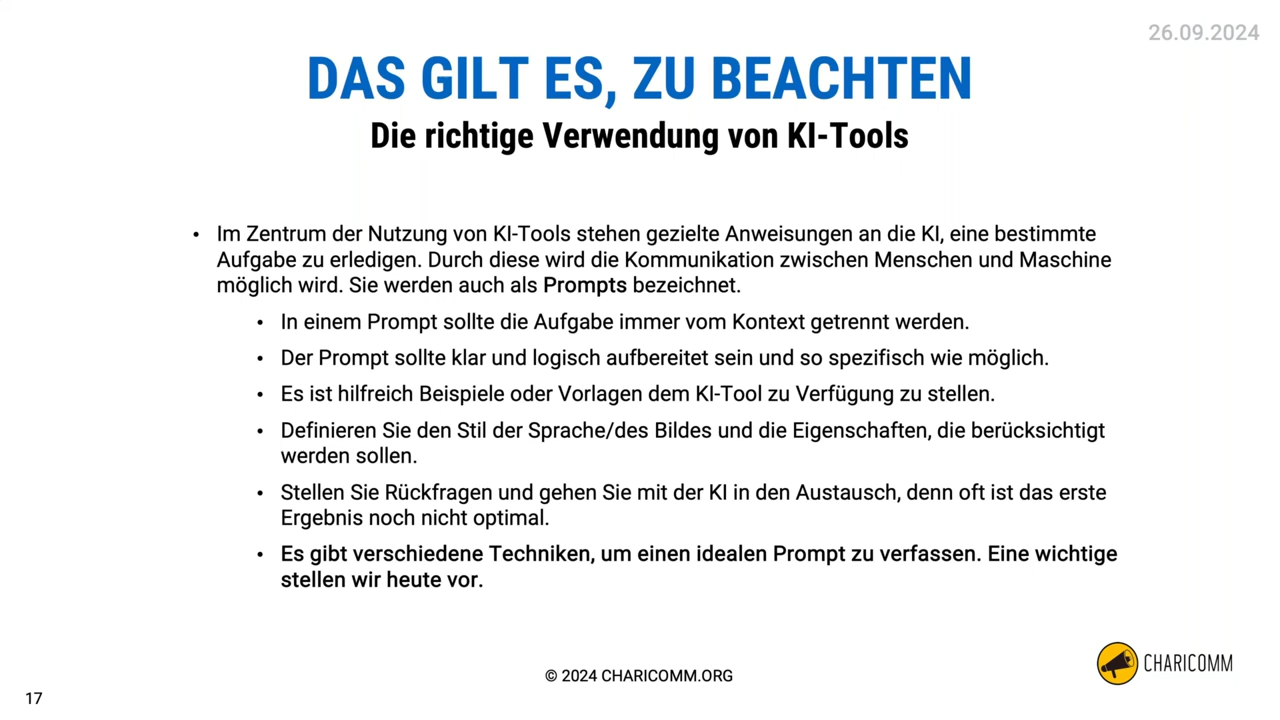 26.09.2024
DAS GILT ES, ZU BEACHTEN
Die richtige Verwendung von KI-Tools
• Im Zentrum der Nutzung von KI-Tools stehen gezielte Anweisungen an die KI, eine bestimmte
Aufgabe zu erledigen. Durch diese wird die Kommunikation zwischen Menschen und Maschine
möglich wird. Sie werden auch als Prompts bezeichnet.
• In einem Prompt sollte die Aufgabe immer vom Kontext getrennt werden.
• Der Prompt sollte klar und logisch aufbereitet sein und so spezifisch wie möglich.
• Es ist hilfreich Beispiele oder Vorlagen dem KI-Tool zu Verfügung zu stellen.
• Definieren Sie den Stil der Sprache/des Bildes und die Eigenschaften, die berücksichtigt
werden sollen.
• Stellen Sie Rückfragen und gehen Sie mit der KI in den Austausch, denn oft ist das erste
Ergebnis noch nicht optimal.
• Es gibt verschiedene Techniken, um einen idealen Prompt zu verfassen. Eine wichtige
stellen wir heute vor.
CHARICOMM
© 2024 CHARICOMM.ORG
17